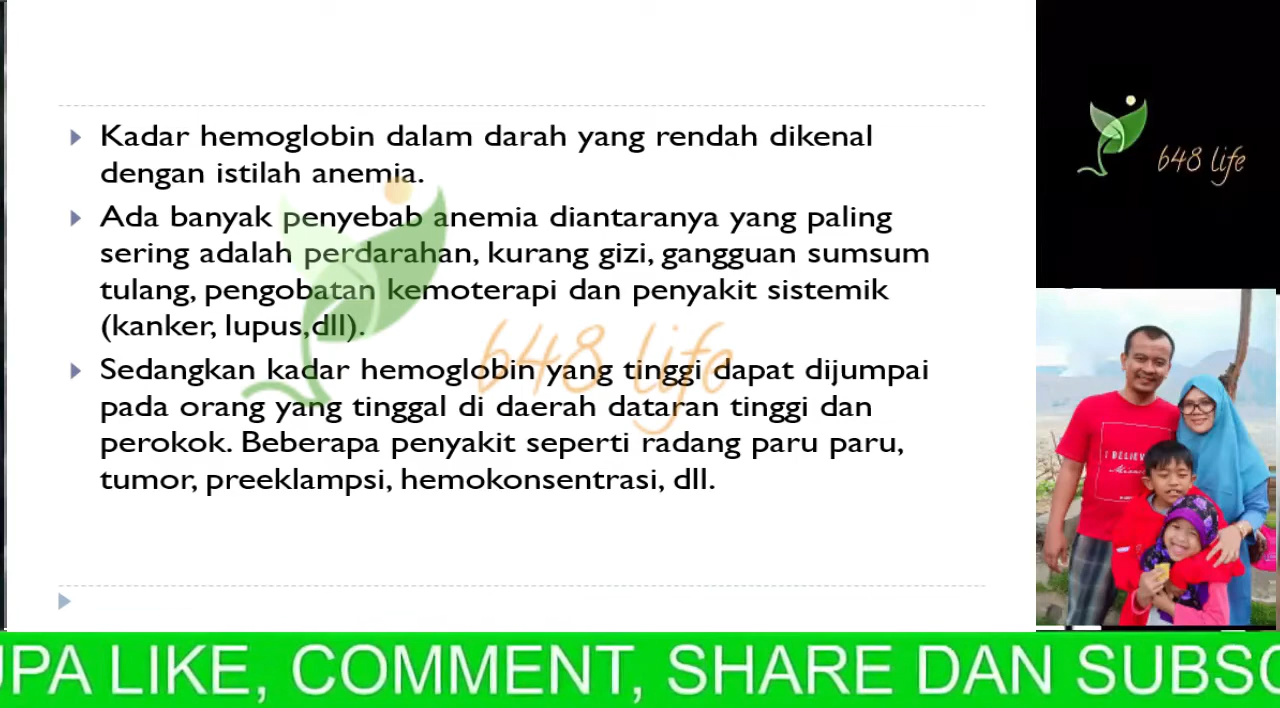 Kadar hemoglobin dalam darah yang rendah dikenal
dengan istilah anemia.
Ada banyak penyebab anemia diantaranya yang paling
sering adalah perdarahan, kurang gizi, gangguan sumsum
tulang, pengobatan kemoterapi dan penyakit sistemik
(kanker, lupus,dll).
Sedangkan kadar hemoglobin yang tinggi dapat dijumpai
pada orang yang tinggal di daerah dataran tinggi dan
perokok. Beberapa penyakit seperti radang paru paru,
tumor, preeklampsi, hemokonsentrasi, dll.
648 life
648 life
I BELIEV
UPA LIKE, COMMENT, SHARE DAN SUBSC